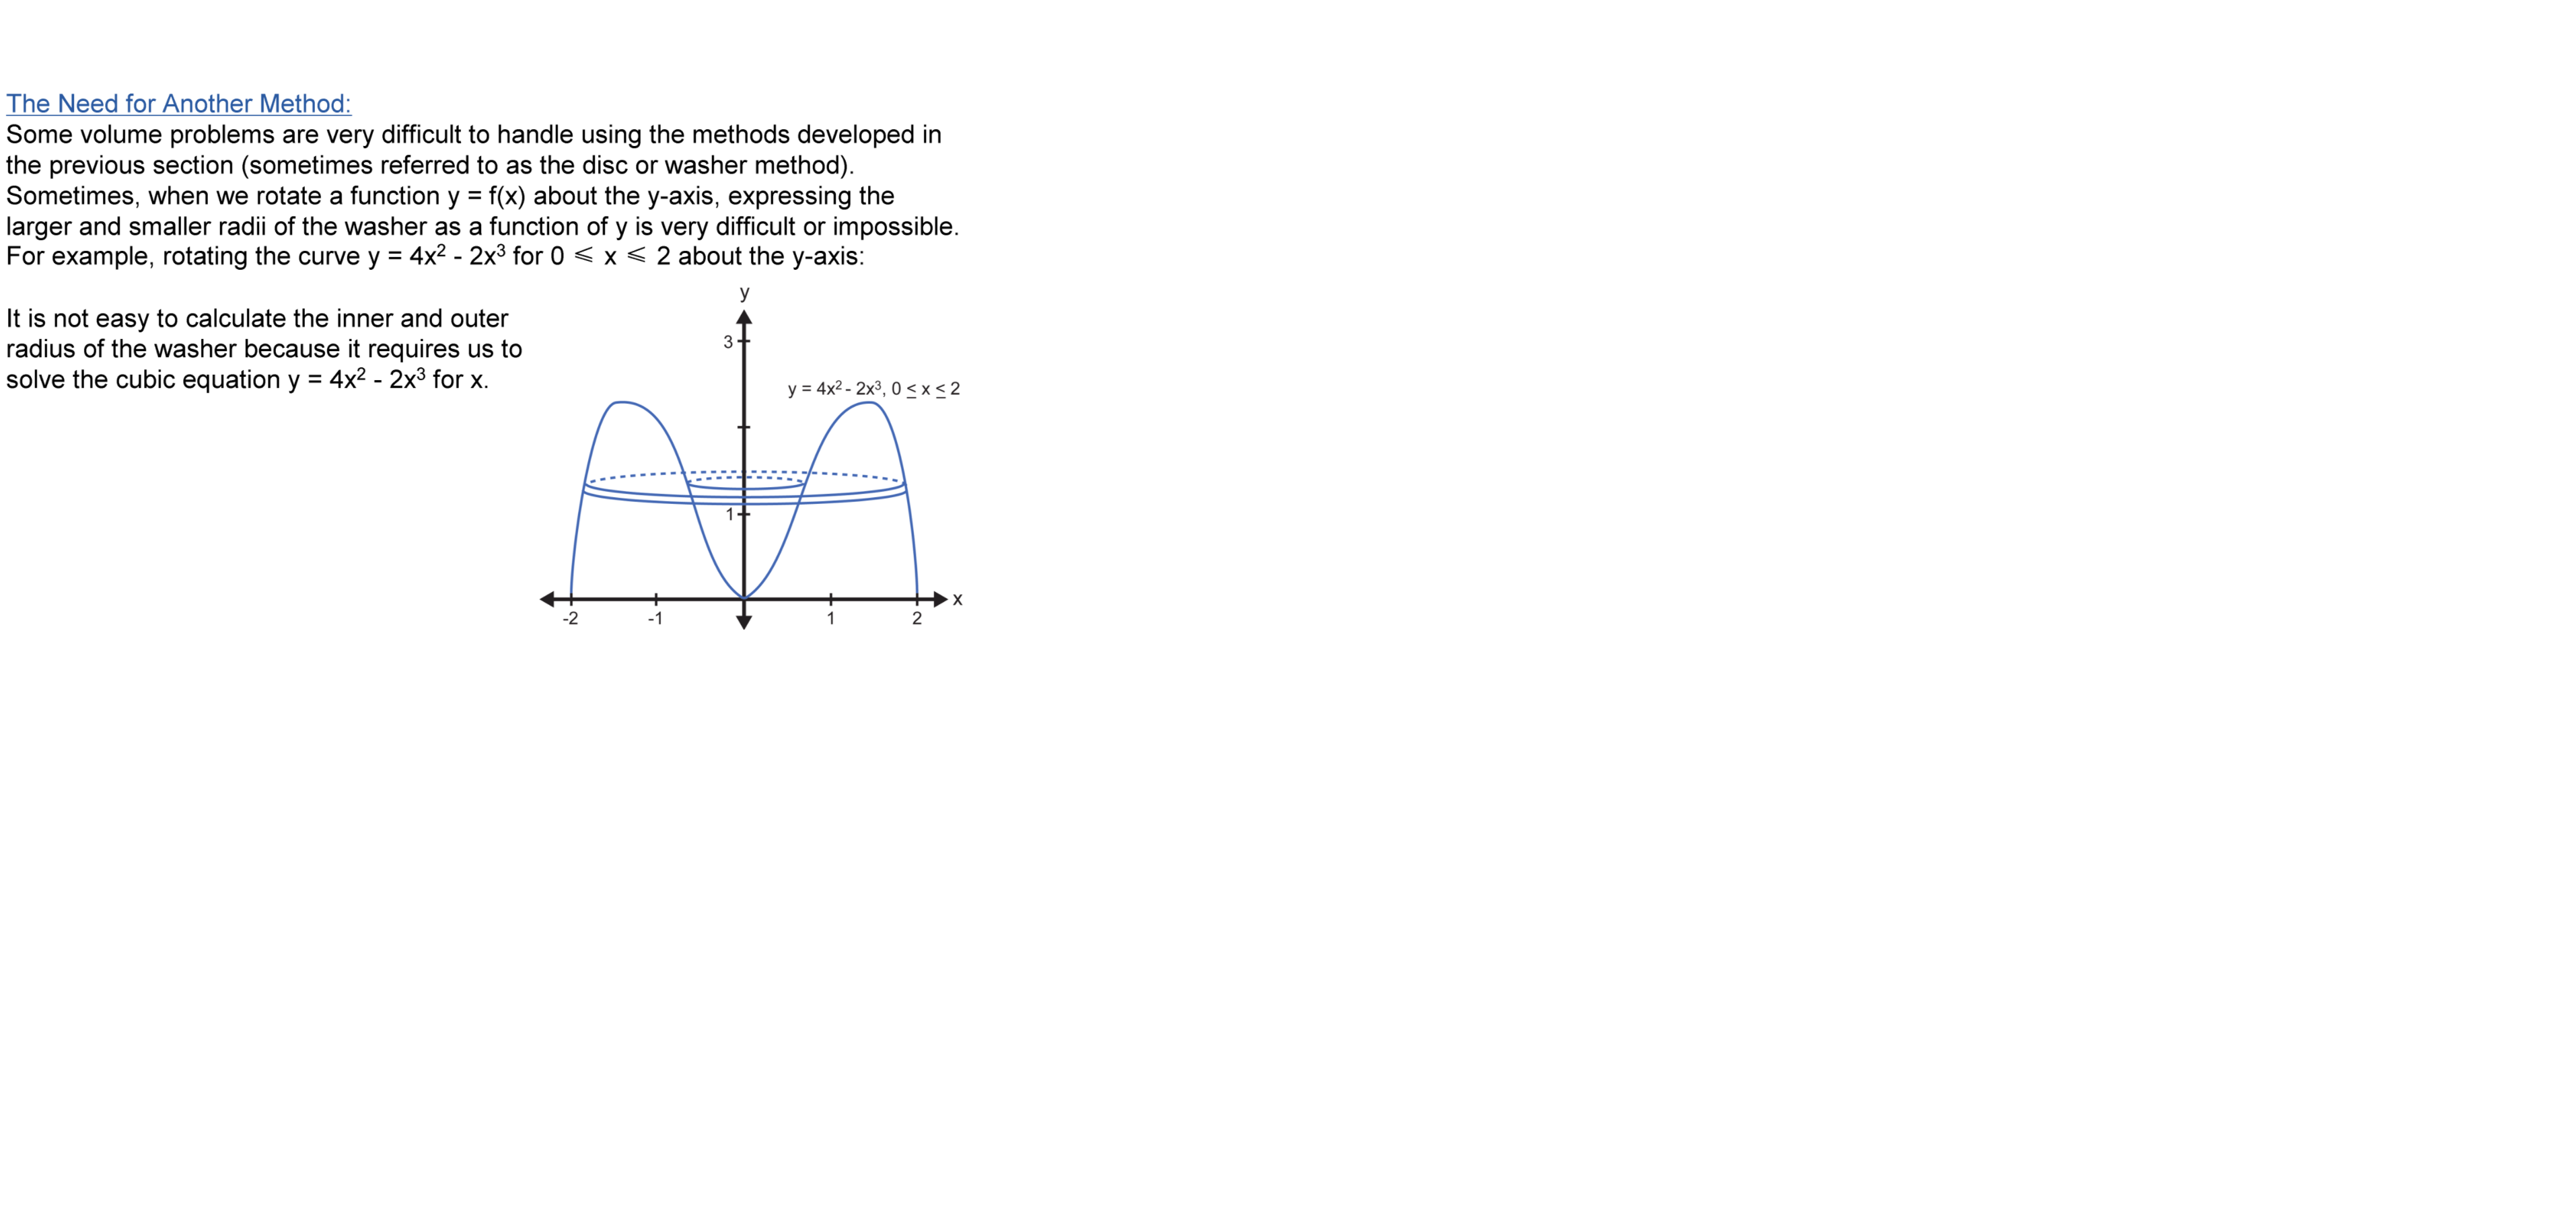 The Need for Another Method:
Some volume problems are very difficult to handle using the methods developed in
the previous section (sometimes referred to as the disc or washer method).
Sometimes, when we rotate a function y = f(x) about the y-axis, expressing the
larger and smaller radii of the washer as a function of y is very difficult or impossible.
For example, rotating the curve y = 4x² - 2x³ for 0 ⩽ x ⩽ 2 about the y-axis:
It is not easy to calculate the inner and outer
radius of the washer because it requires us to
solve the cubic equation y = 4x² - 2x³ for x.
y
3
y = 4x² - 2x³, 0 ≤ x ≤ 2
1
x
-2 -1 1 2